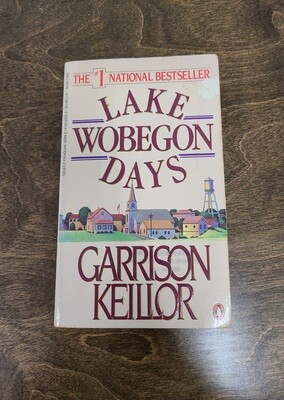 THE #1 NATIONAL BESTSELLER
LAKE
WOBEGON
DAYS
GARRISON
KEILLOR